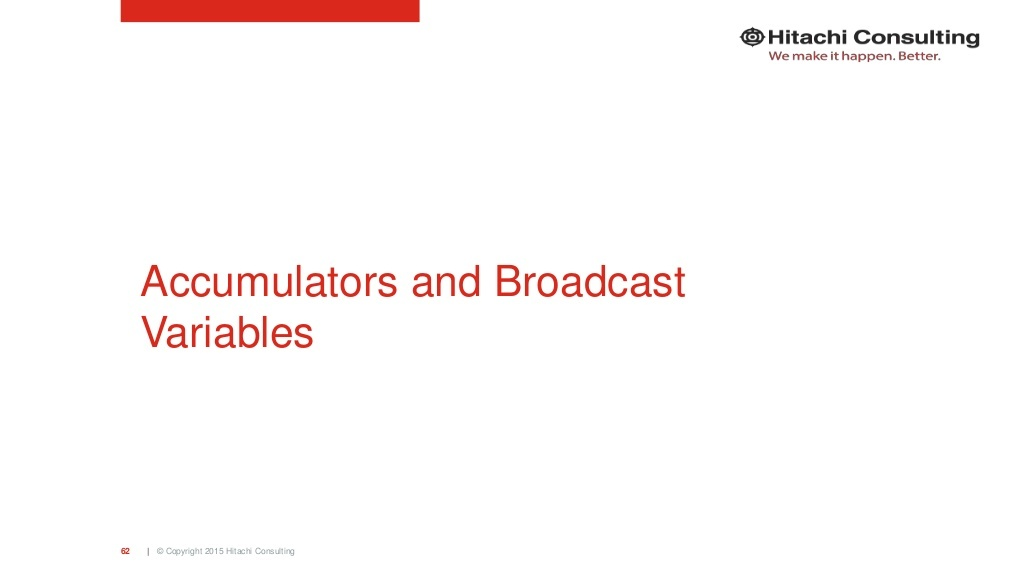 Hitachi Consulting
We make it happen. Better.
Accumulators and Broadcast
Variables
62 | © Copyright 2015 Hitachi Consulting